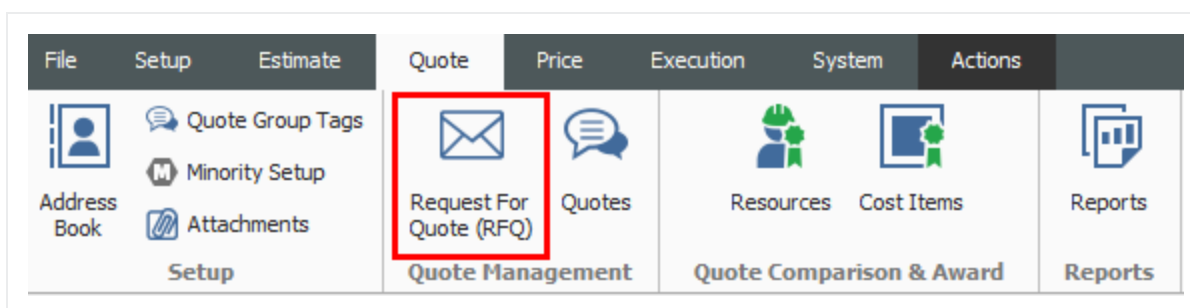 File Setup Estimate Quote Price Execution System Actions
Address
Book
Quote Group Tags
M Minority Setup
Attachments
Setup
Request For
Quote (RFQ)
Quotes
Quote Management
Resources
Cost Items
Quote Comparison & Award
Reports
Reports